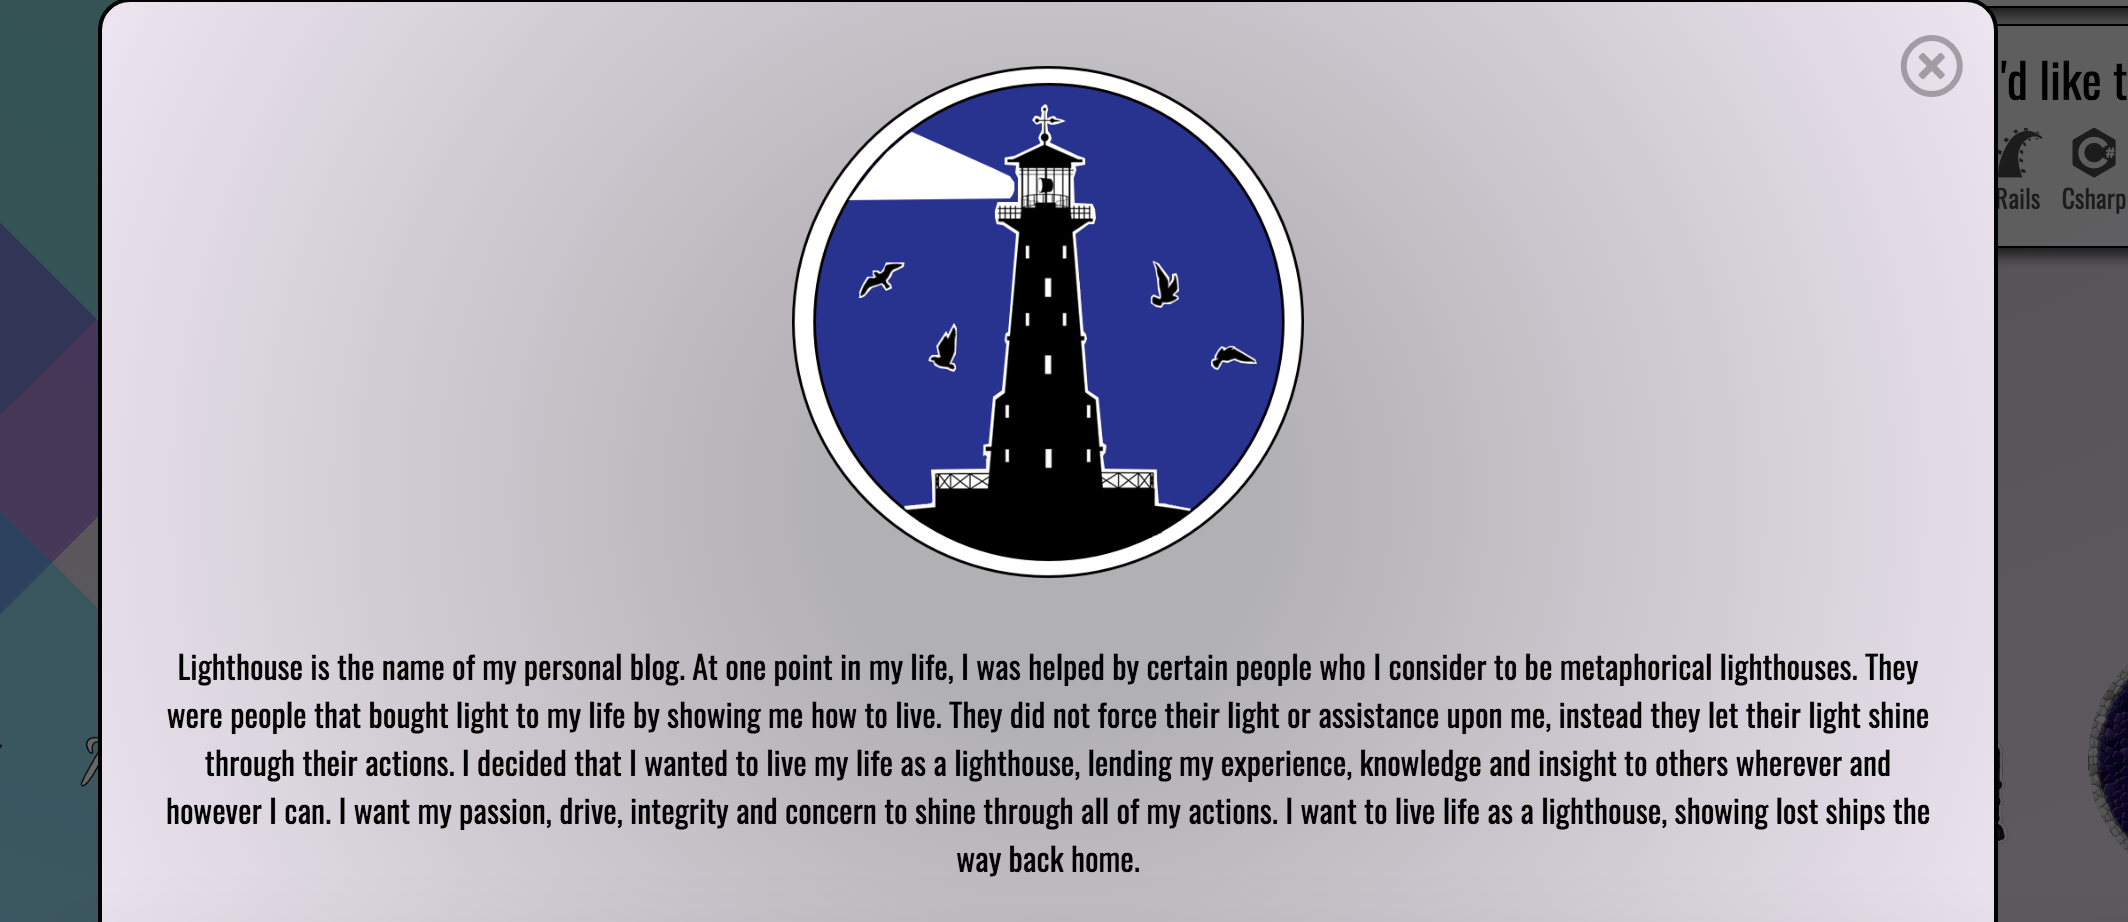 'd like t
Rails Csharp
Lighthouse is the name of my personal blog. At one point in my life, I was helped by certain people who I consider to be metaphorical lighthouses. They
were people that bought light to my life by showing me how to live. They did not force their light or assistance upon me, instead they let their light shine
through their actions. I decided that I wanted to live my life as a lighthouse, lending my experience, knowledge and insight to others wherever and
however I can. I want my passion, drive, integrity and concern to shine through all of my actions. I want to live life as a lighthouse, showing lost ships the
way back home.